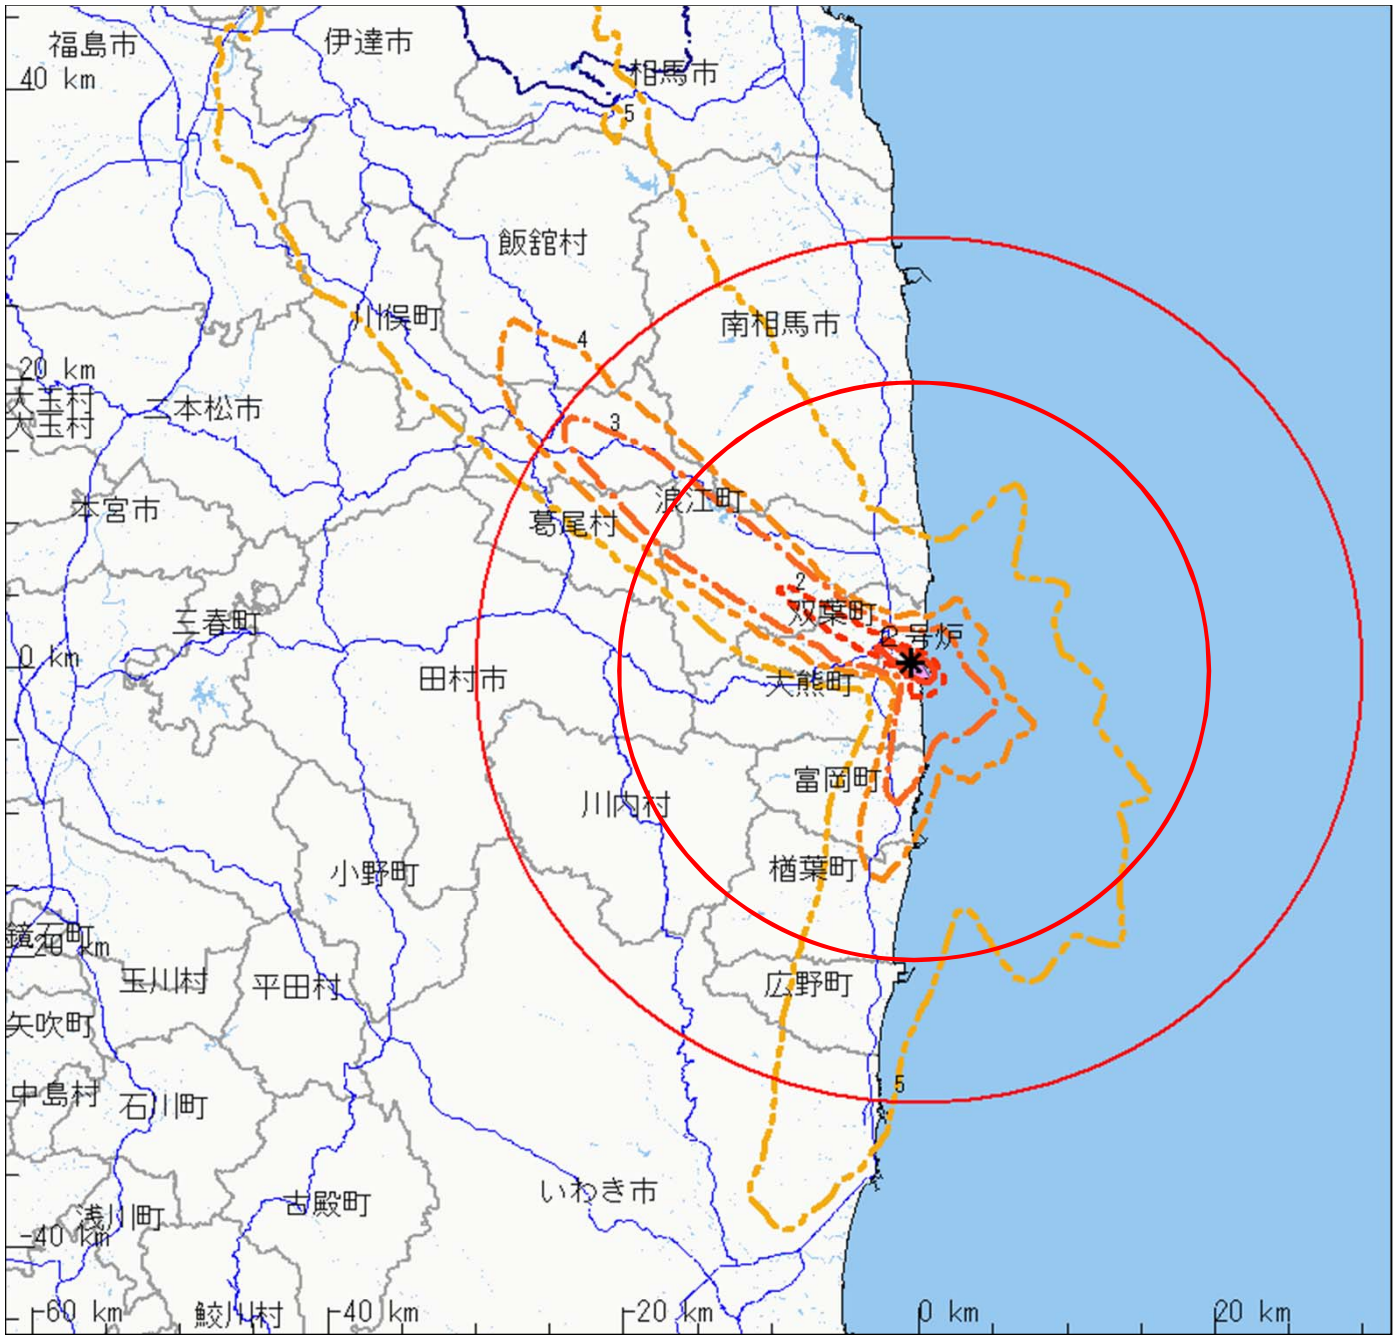 福島市
伊達市
40 km
相馬市
5
飯舘村
川俣町
南相馬市
4
20 km
大玉村
二本松市
大玉村
3
浪江町
本宮市
葛尾村
2
双葉町
三春町
2号炉
0 km
田村市
大熊町
富岡町
川内村
小野町
楢葉町
鏡石町
-20 km
玉川村
平田村
広野町
矢吹町
5
中島村
石川町
いわき市
古殿町
浅川町
-40 km
-60 km
鮫川村
-40 km
-20 km
0 km
20 km